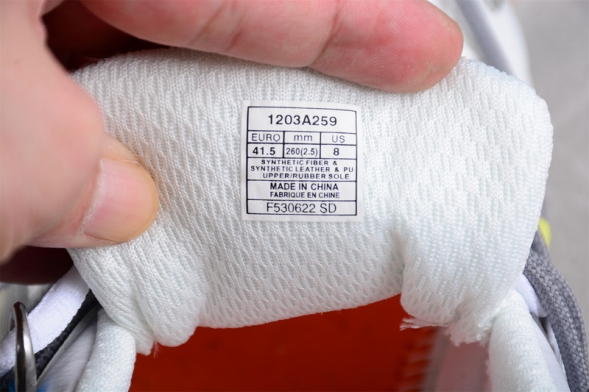 1203A259
EURO mm US
41.5 260(2.5) 8
SYNTHETIC FIBER &
SYNTHETIC LEATHER & PU
UPPER/RUBBER SOLE
MADE IN CHINA
FABRIQUE EN CHINE
F530622 SD